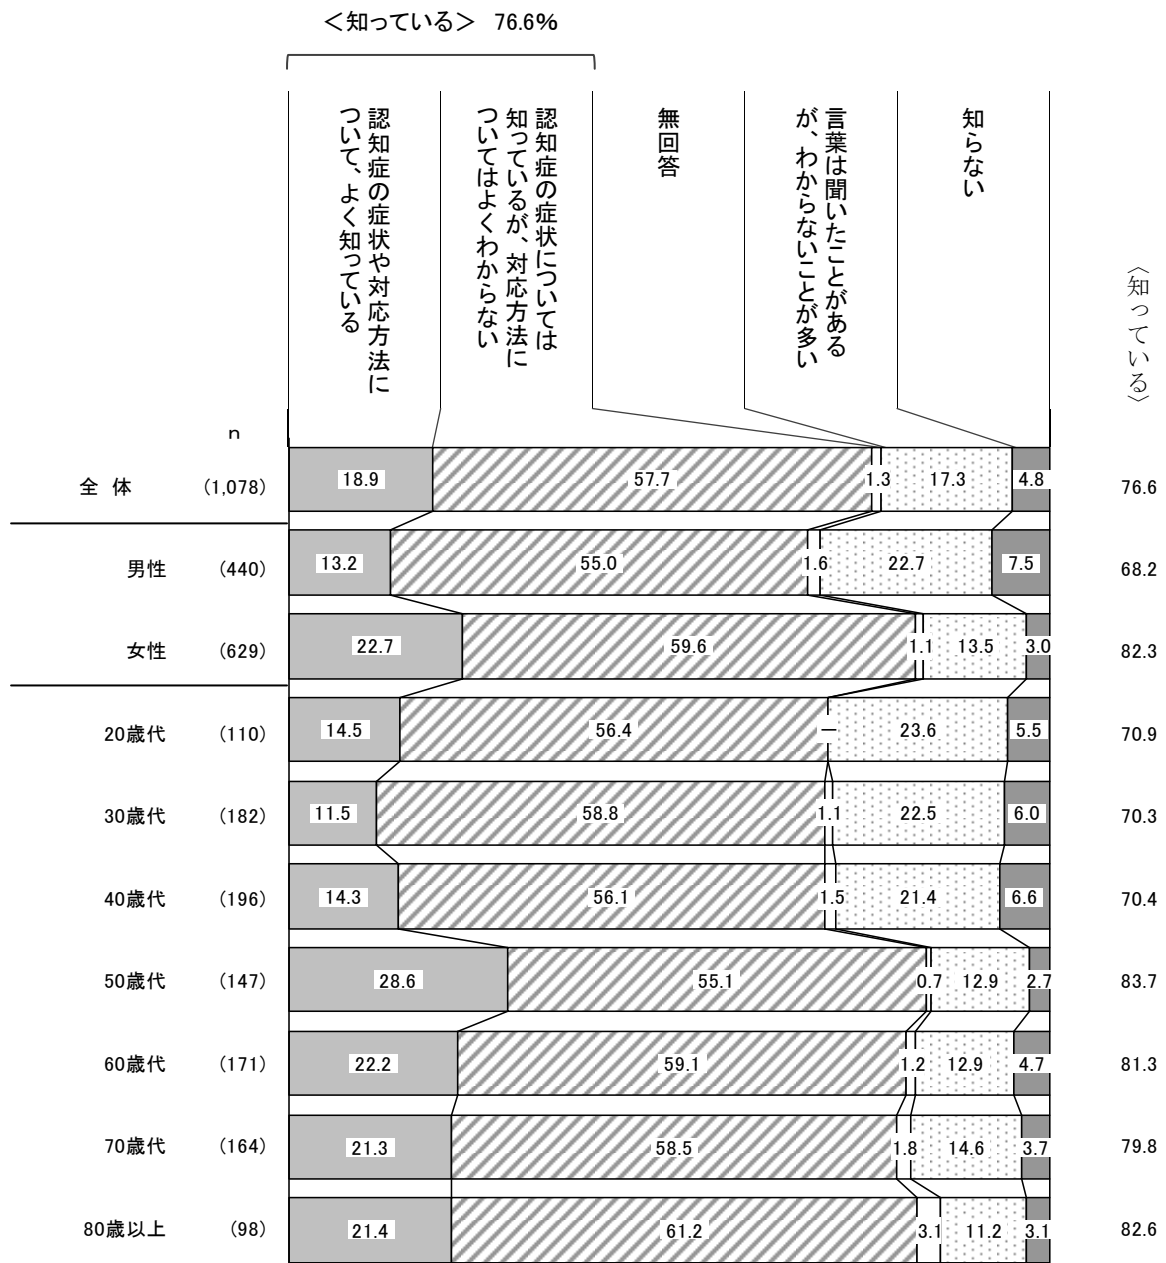 ＜知っている＞ 76.6％
認知症の症状や対応方法に
ついて、よく知っている
認知症の症状については
知っているが、対応方法に
ついてはよくわからない
無回答
言葉は聞いたことがある
が、わからないことが多い
知らない
〈知っている〉
n
全 体 (1,078) 18.9 57.7 1.3 17.3 4.8 76.6
男性 (440) 13.2 55.0 1.6 22.7 7.5 68.2
女性 (629) 22.7 59.6 1.1 13.5 3.0 82.3
20歳代 (110) 14.5 56.4 － 23.6 5.5 70.9
30歳代 (182) 11.5 58.8 1.1 22.5 6.0 70.3
40歳代 (196) 14.3 56.1 1.5 21.4 6.6 70.4
50歳代 (147) 28.6 55.1 0.7 12.9 2.7 83.7
60歳代 (171) 22.2 59.1 1.2 12.9 4.7 81.3
70歳代 (164) 21.3 58.5 1.8 14.6 3.7 79.8
80歳以上 (98) 21.4 61.2 3.1 11.2 3.1 82.6